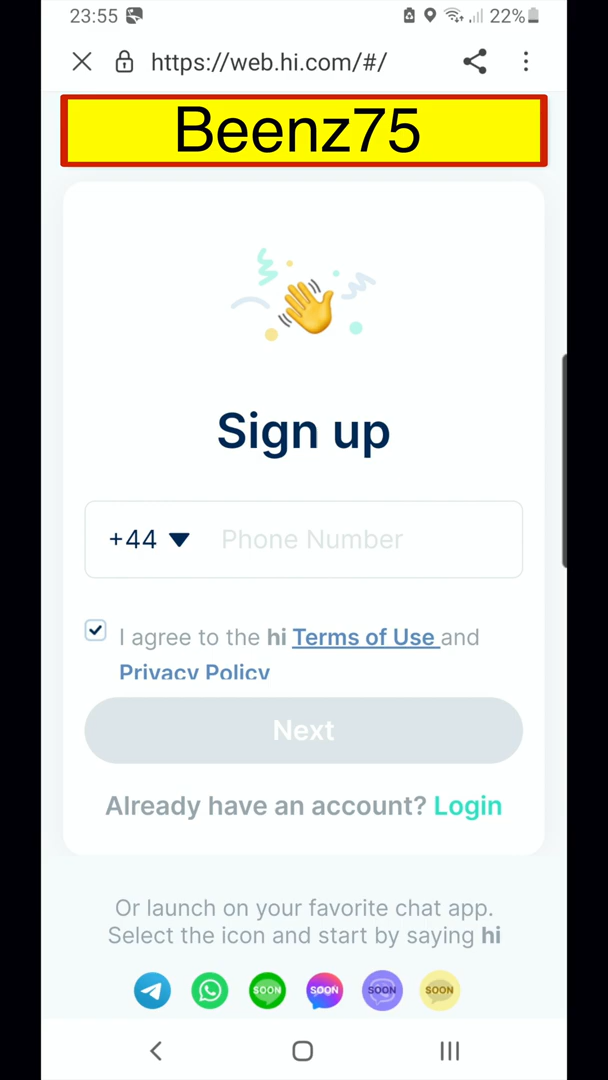 23:55
22%
https://web.hi.com/#/
Beenz75
Sign up
+44 Phone Number
I agree to the hi Terms of Use and
Privacy Policy
Next
Already have an account? Login
Or launch on your favorite chat app.
Select the icon and start by saying hi
SOON SOON SOON SOON